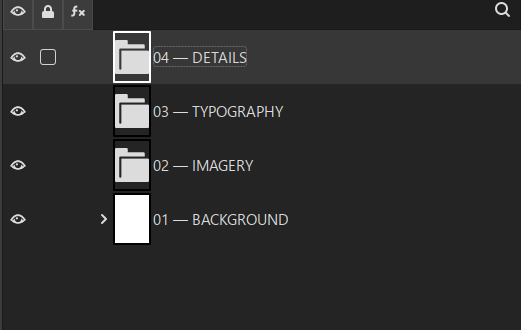 fx
04 — DETAILS
03 — TYPOGRAPHY
02 — IMAGERY
01 — BACKGROUND